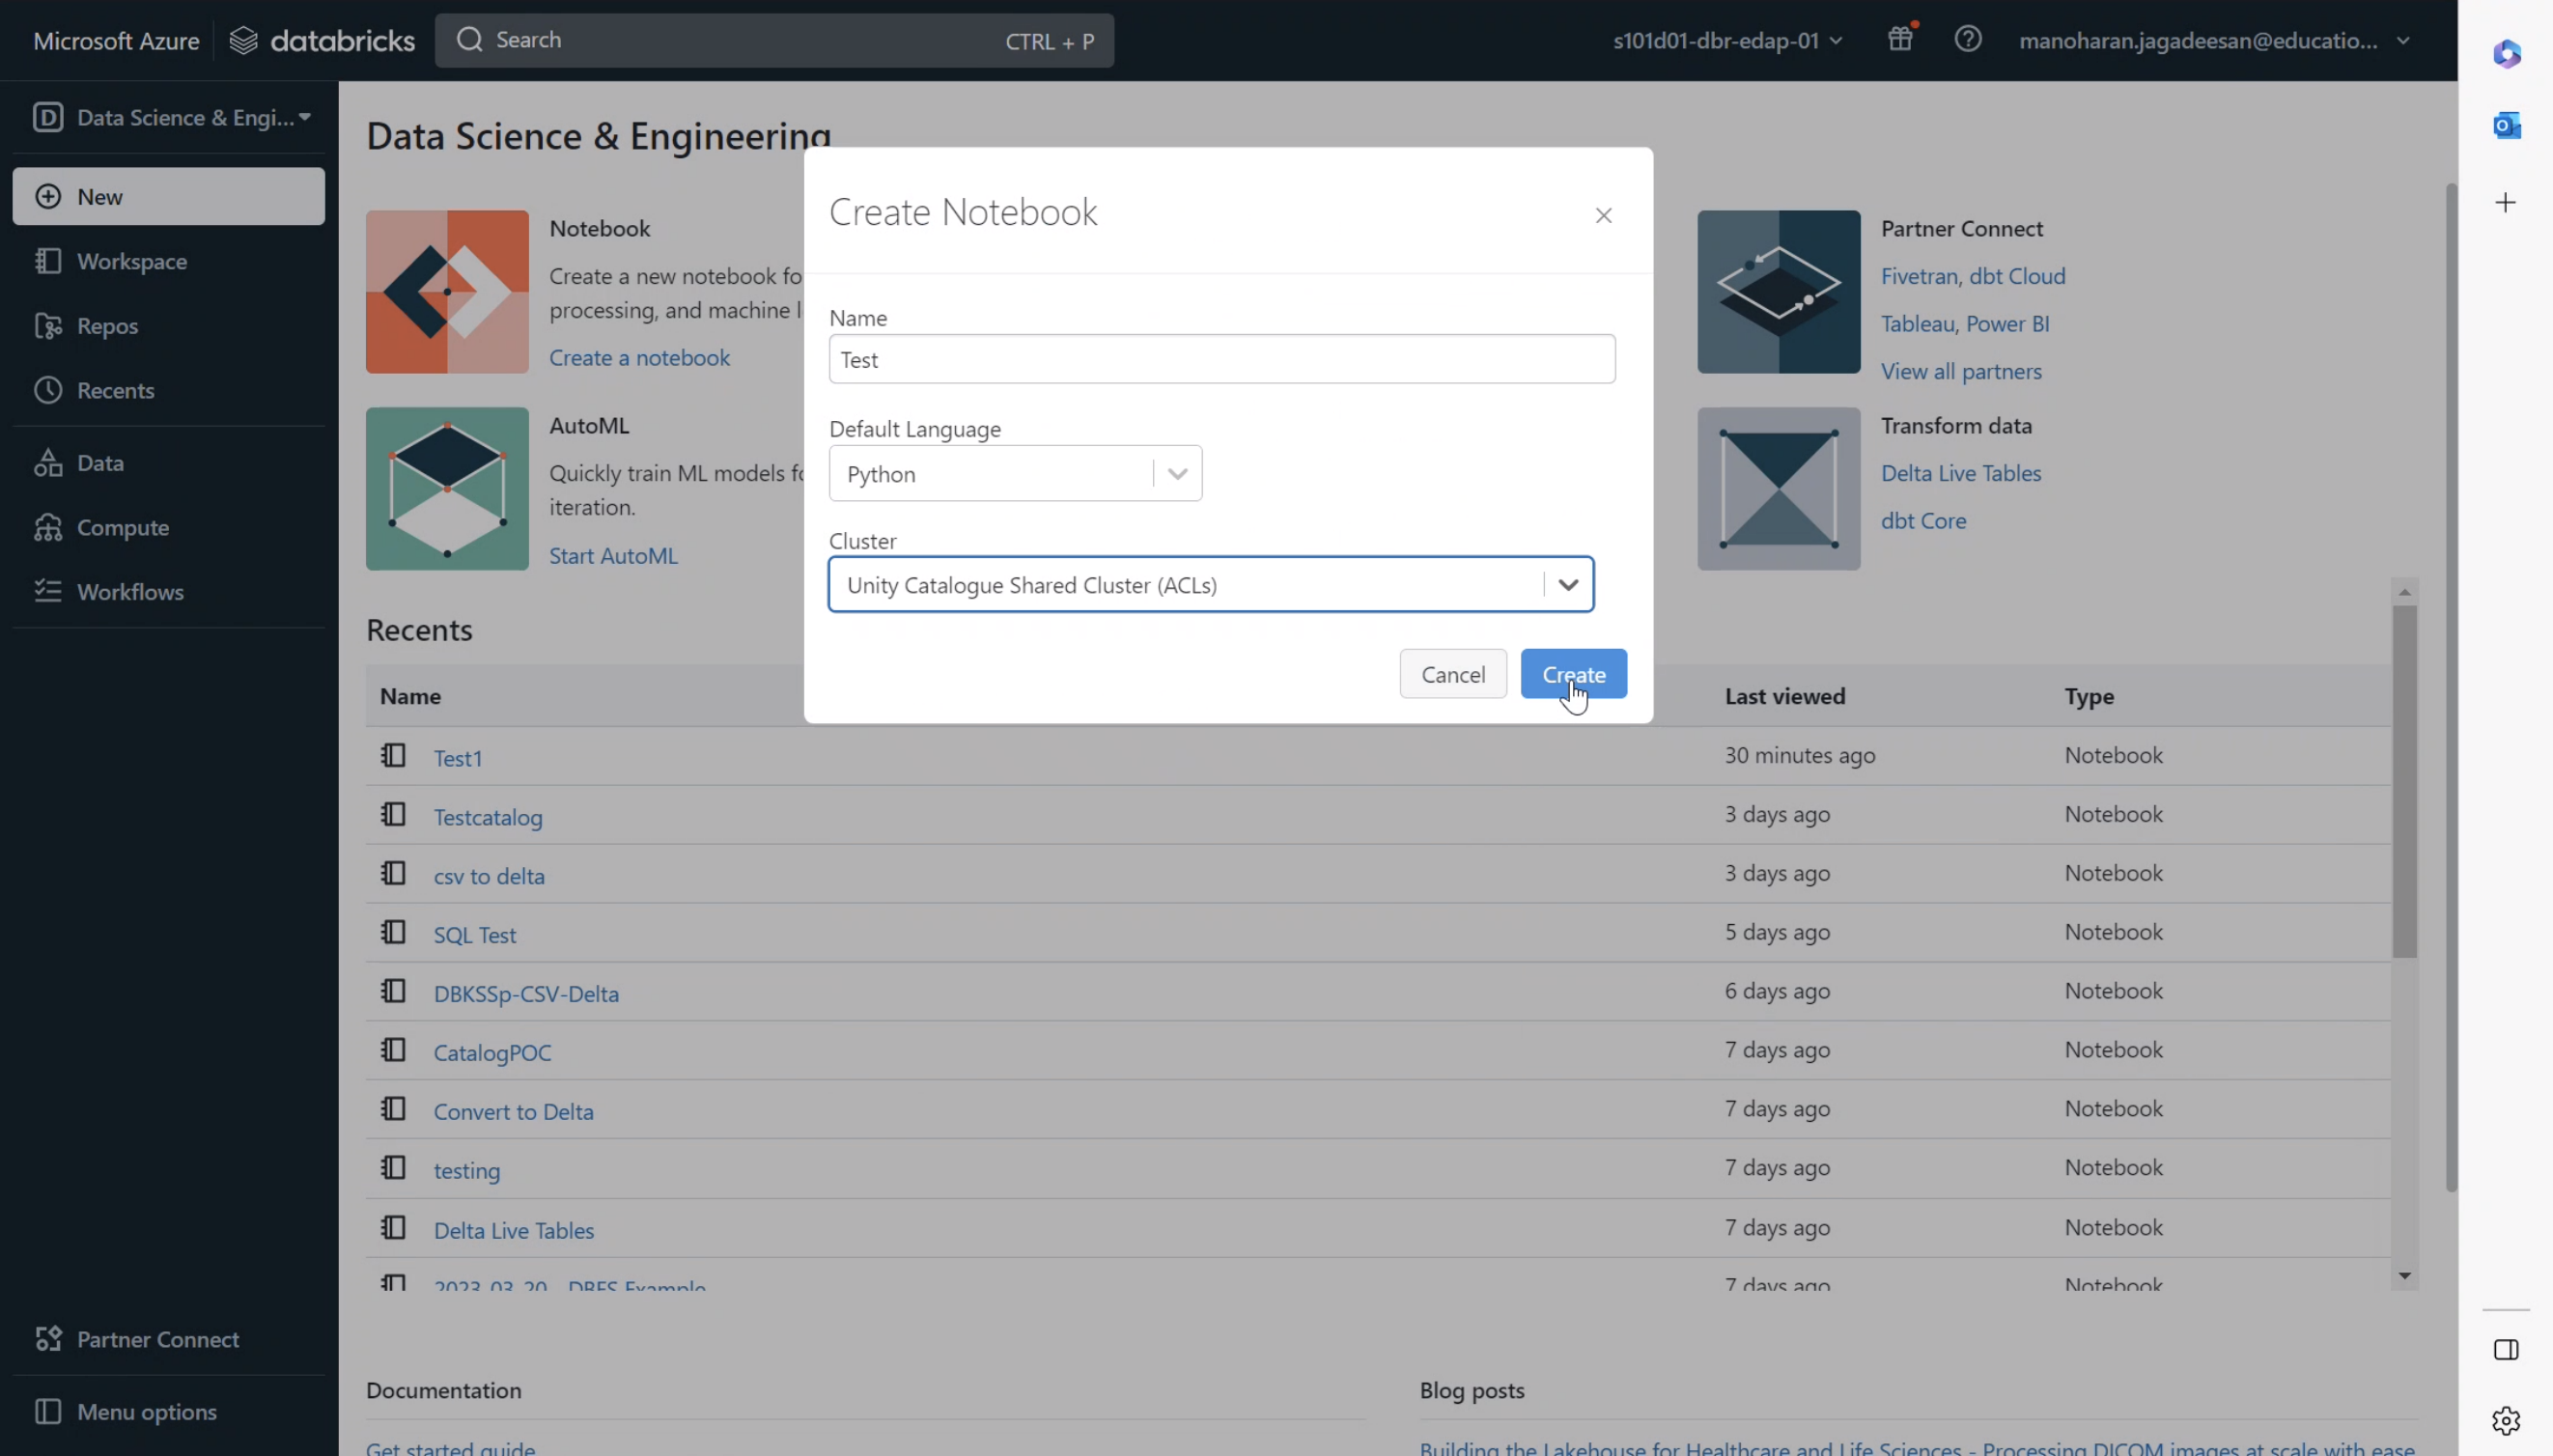 Microsoft Azure
databricks
Search
CTRL + P
s101d01-dbr-edap-01
manoharan.jagadeesan@educatio...
Data Science & Engi...
New
Workspace
Repos
Recents
Data
Compute
Workflows
Partner Connect
Menu options
Data Science & Engineering
Notebook
Create a new notebook fo
processing, and machine l
Create a notebook
AutoML
Quickly train ML models fo
iteration.
Start AutoML
Create Notebook
Name
Test
Default Language
Python
Cluster
Unity Catalogue Shared Cluster (ACLs)
Cancel
Create
Partner Connect
Fivetran, dbt Cloud
Tableau, Power BI
View all partners
Transform data
Delta Live Tables
dbt Core
Recents
Name Last viewed Type
Test1 30 minutes ago Notebook
Testcatalog 3 days ago Notebook
csv to delta 3 days ago Notebook
SQL Test 5 days ago Notebook
DBKSSp-CSV-Delta 6 days ago Notebook
CatalogPOC 7 days ago Notebook
Convert to Delta 7 days ago Notebook
testing 7 days ago Notebook
Delta Live Tables 7 days ago Notebook
2023-03-20 - DBFS Example 7 days ago Notebook
Documentation
Get started guide
Blog posts
Building the Lakehouse for Healthcare and Life Sciences - Processing DICOM images at scale with ease